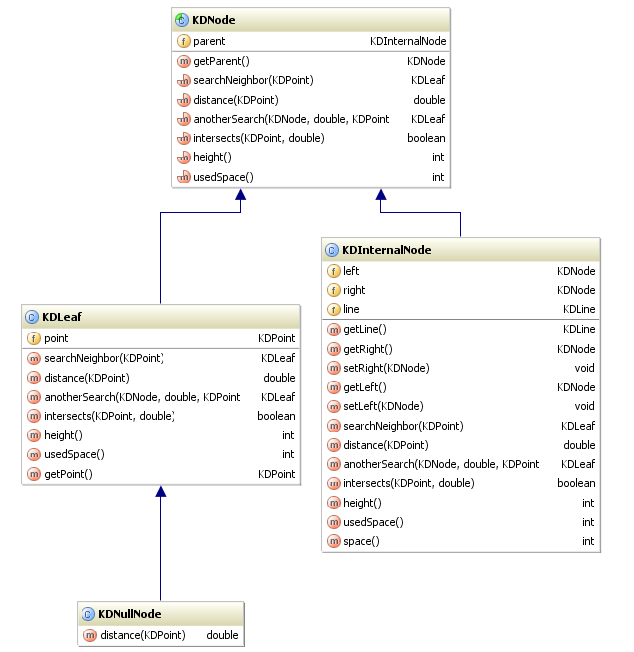 KDNode
parent KDInternalNode
getParent() KDNode
searchNeighbor(KDPoint) KDLeaf
distance(KDPoint) double
anotherSearch(KDNode, double, KDPoint KDLeaf
intersects(KDPoint, double) boolean
height() int
usedSpace() int
KDInternalNode
left KDNode
right KDNode
line KDLine
getLine() KDLine
getRight() KDNode
setRight(KDNode) void
getLeft() KDNode
setLeft(KDNode) void
searchNeighbor(KDPoint) KDLeaf
distance(KDPoint) double
anotherSearch(KDNode, double, KDPoint KDLeaf
intersects(KDPoint, double) boolean
height() int
usedSpace() int
space() int
KDLeaf
point KDPoint
searchNeighbor(KDPoint) KDLeaf
distance(KDPoint) double
anotherSearch(KDNode, double, KDPoint KDLeaf
intersects(KDPoint, double) boolean
height() int
usedSpace() int
getPoint() KDPoint
KDNullNode
distance(KDPoint) double